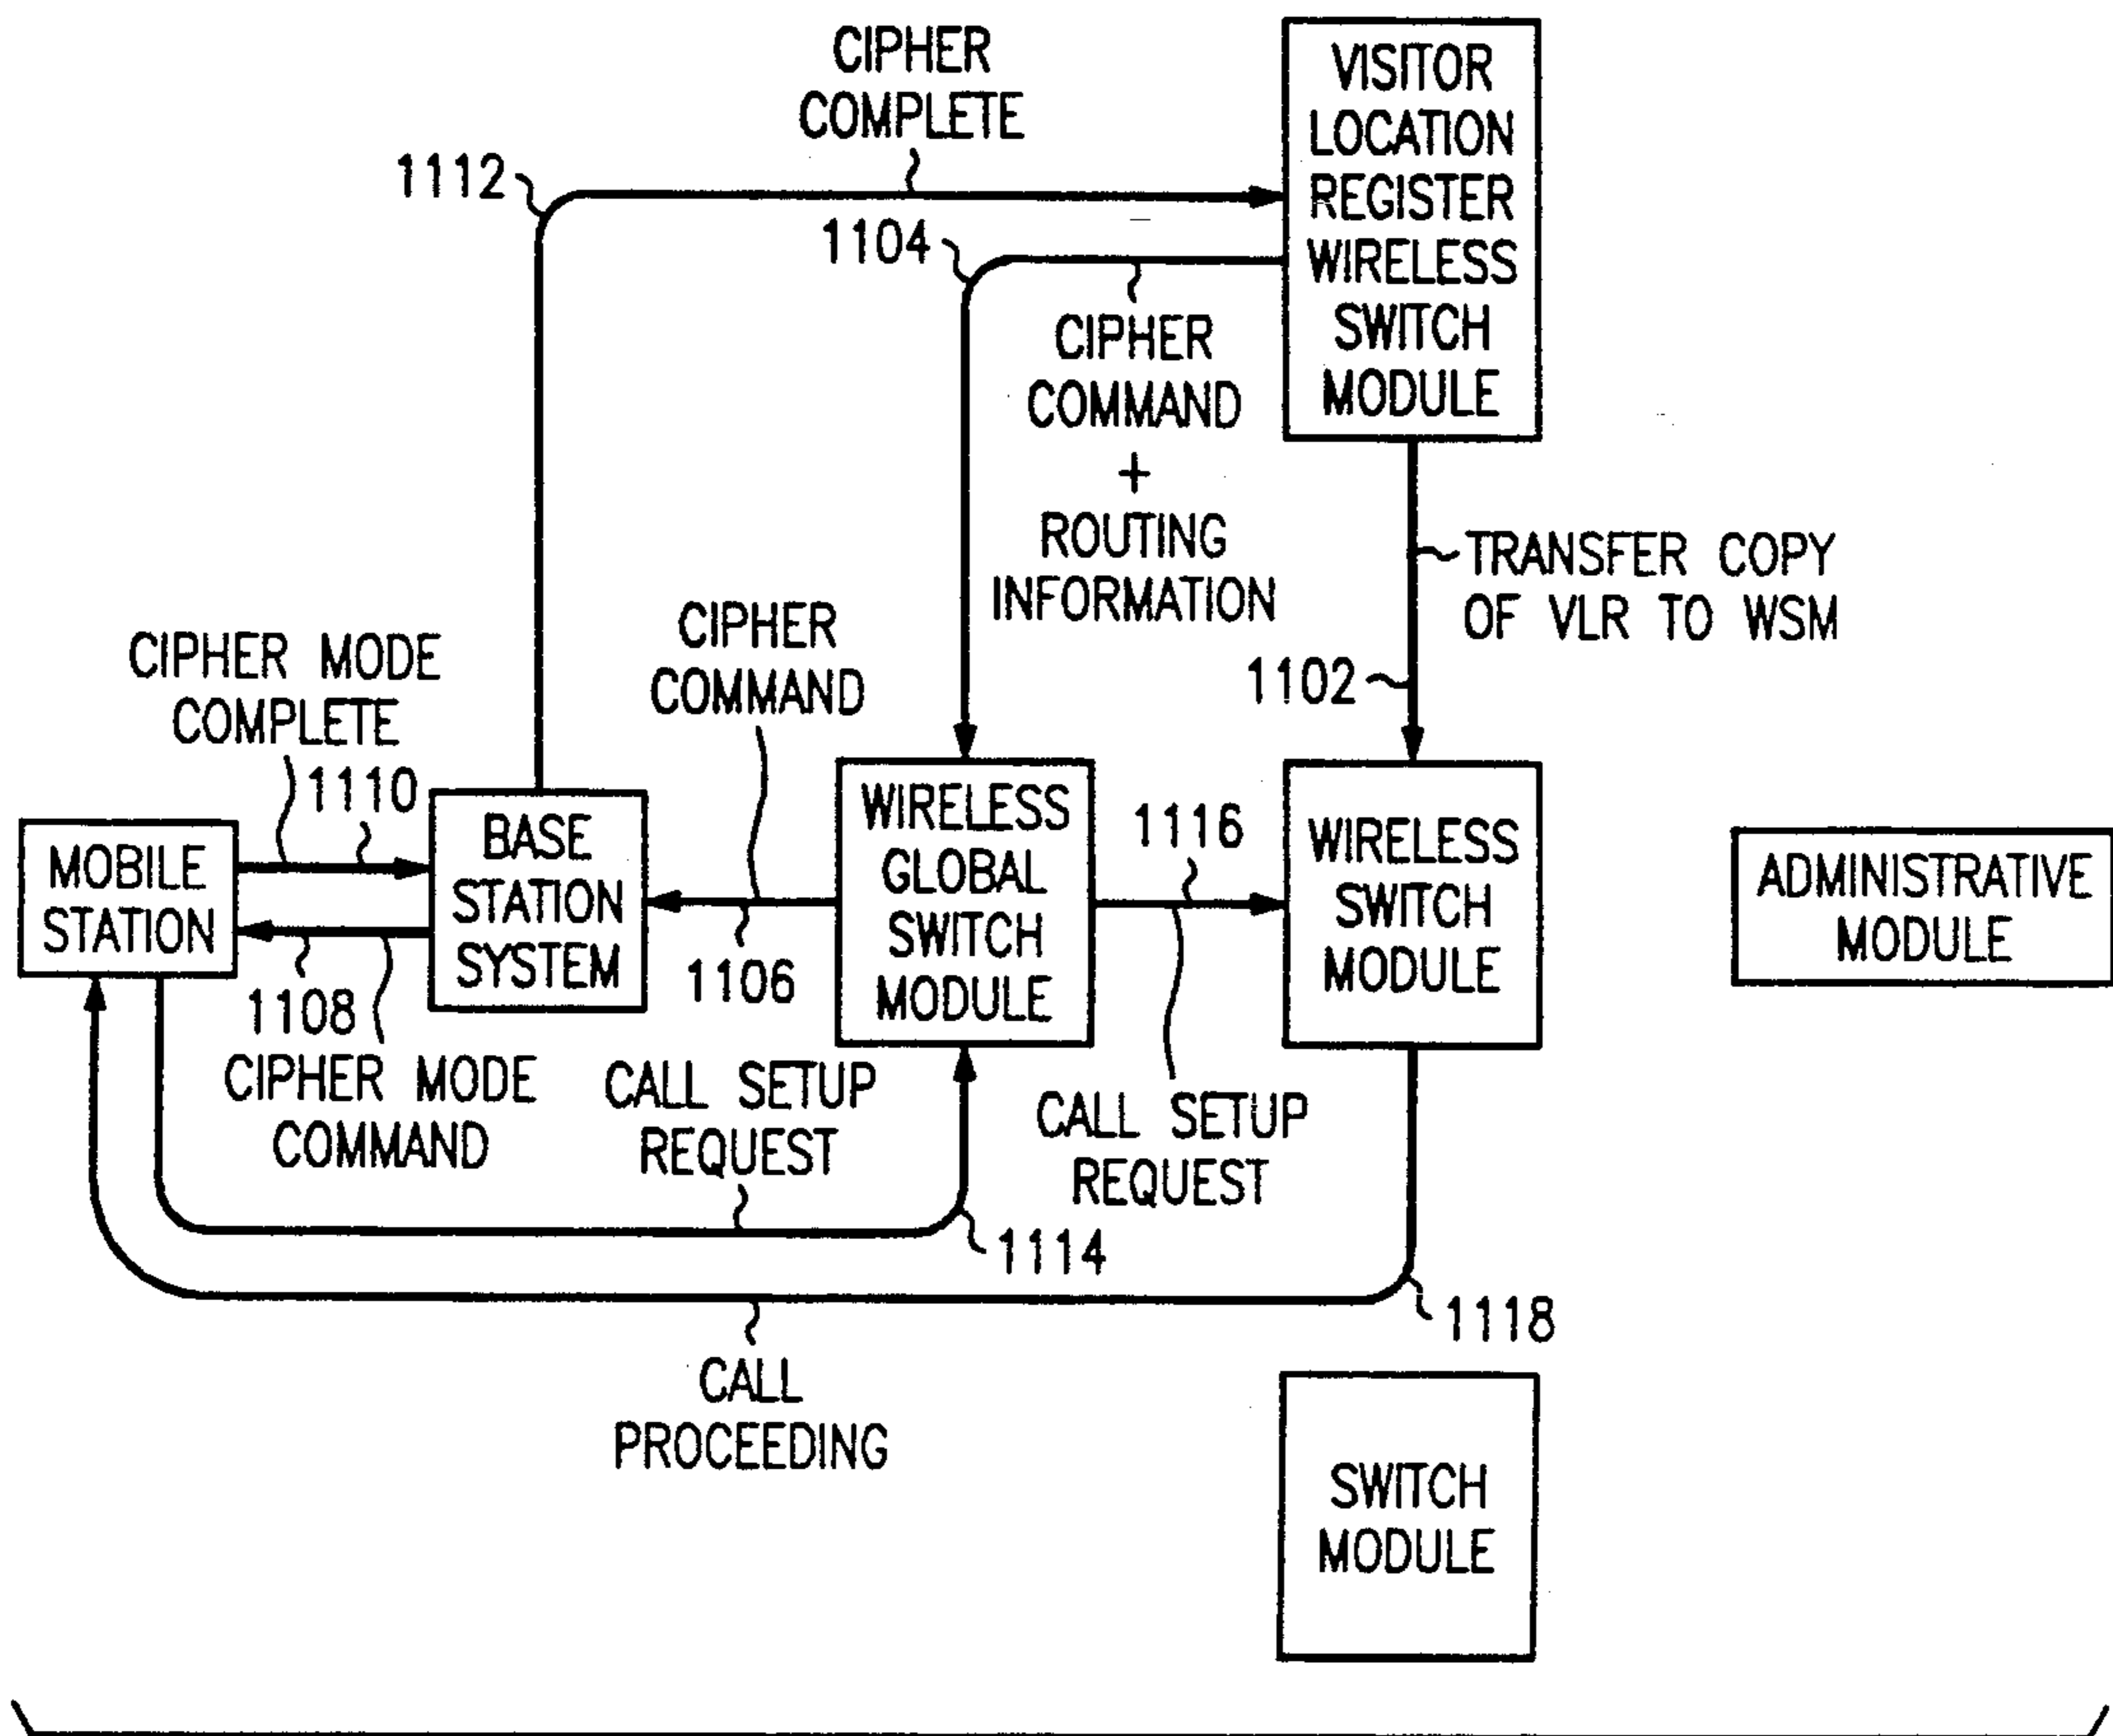 CIPHER
COMPLETE
1112
VISITOR
LOCATION
REGISTER
WIRELESS
SWITCH
MODULE
1104
CIPHER
COMMAND
+
ROUTING
INFORMATION
TRANSFER COPY
OF VLR TO WSM
1102
CIPHER MODE
COMPLETE
1110
CIPHER
COMMAND
MOBILE
STATION
BASE
STATION
SYSTEM
1106
WIRELESS
GLOBAL
SWITCH
MODULE
1116
WIRELESS
SWITCH
MODULE
ADMINISTRATIVE
MODULE
1108
CIPHER MODE
COMMAND
CALL SETUP
REQUEST
CALL SETUP
REQUEST
1114
1118
CALL
PROCEEDING
SWITCH
MODULE